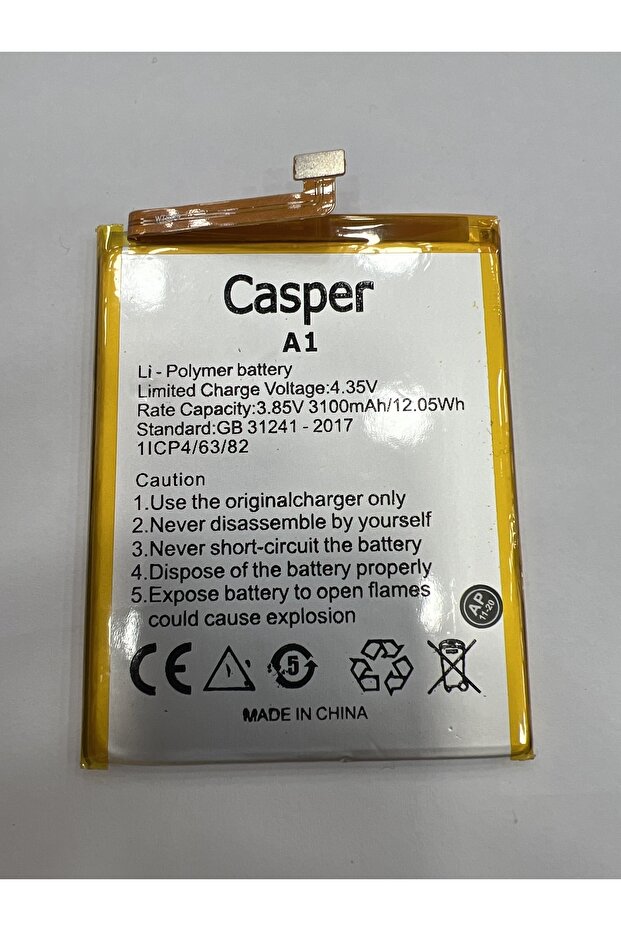 Casper
A1
Li - Polymer battery
Limited Charge Voltage:4.35V
Rate Capacity:3.85V 3100mAh/12.05Wh
Standard:GB 31241 - 2017
1ICP4/63/82
Caution
1.Use the originalcharger only
2.Never disassemble by yourself
3.Never short-circuit the battery
4.Dispose of the battery properly
5.Expose battery to open flames
could cause explosion
AP
11-20
CE
5
MADE IN CHINA